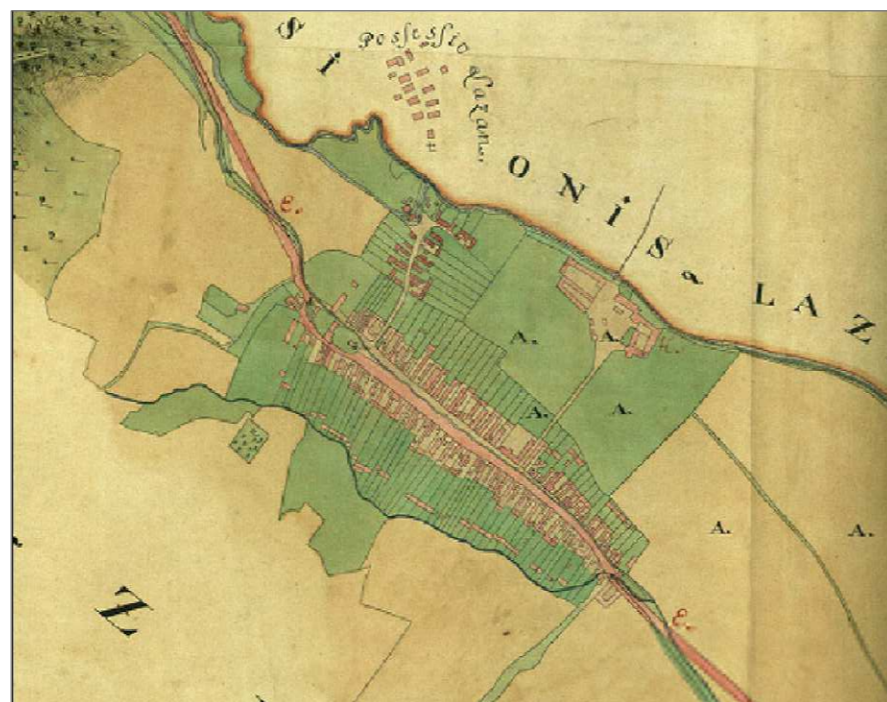 SI
Possessio
Lazan.
ONIS a LAZ
E.
G.
A.
A.
A.
A.
A.
A.
E.
Z